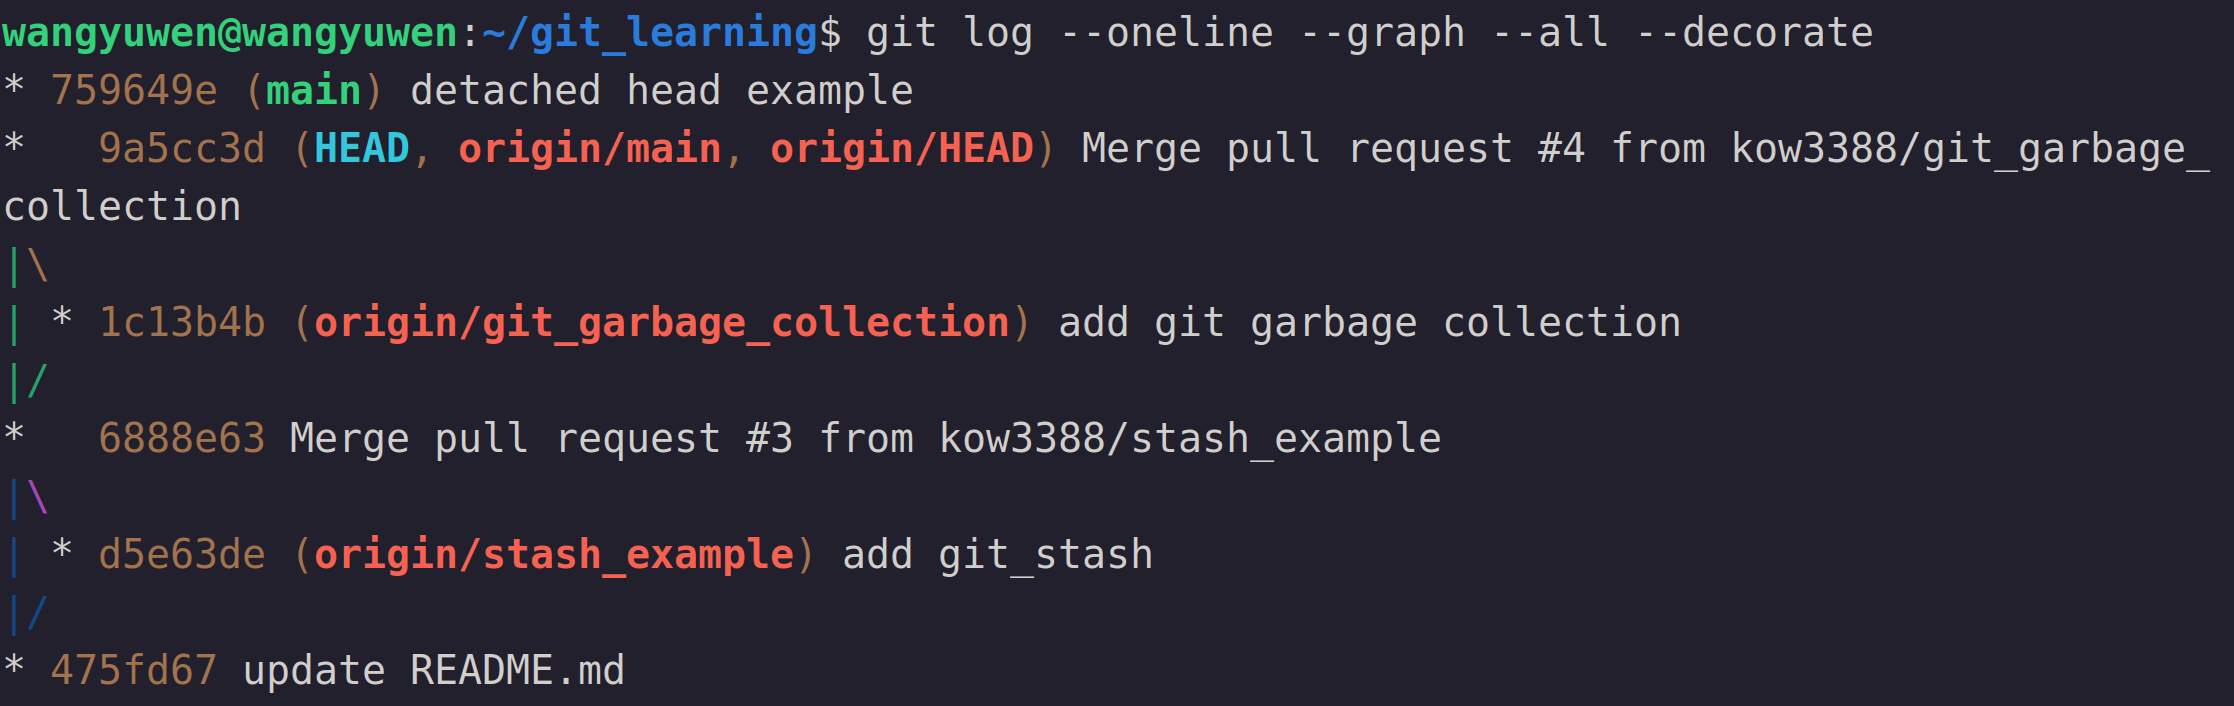 wangyuwen@wangyuwen:~/git_learning$ git log --oneline --graph --all --decorate
* 759649e (main) detached head example
*   9a5cc3d (HEAD, origin/main, origin/HEAD) Merge pull request #4 from kow3388/git_garbage_
collection
|\
| * 1c13b4b (origin/git_garbage_collection) add git garbage collection
|/
*   6888e63 Merge pull request #3 from kow3388/stash_example
|\
| * d5e63de (origin/stash_example) add git_stash
|/
* 475fd67 update README.md